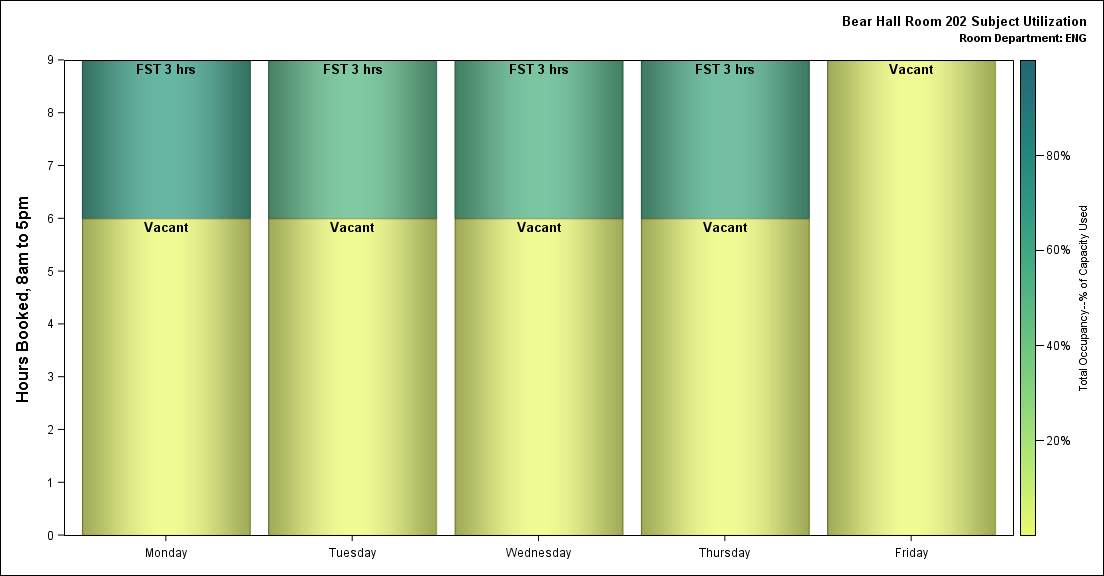 Bear Hall Room 202 Subject Utilization
Room Department: ENG
Hours Booked, 8am to 5pm
9
8
7
6
5
4
3
2
1
0
FST 3 hrs
FST 3 hrs
FST 3 hrs
FST 3 hrs
Vacant
Vacant
Vacant
Vacant
Vacant
Monday
Tuesday
Wednesday
Thursday
Friday
80%
60%
40%
20%
Total Occupancy--% of Capacity Used